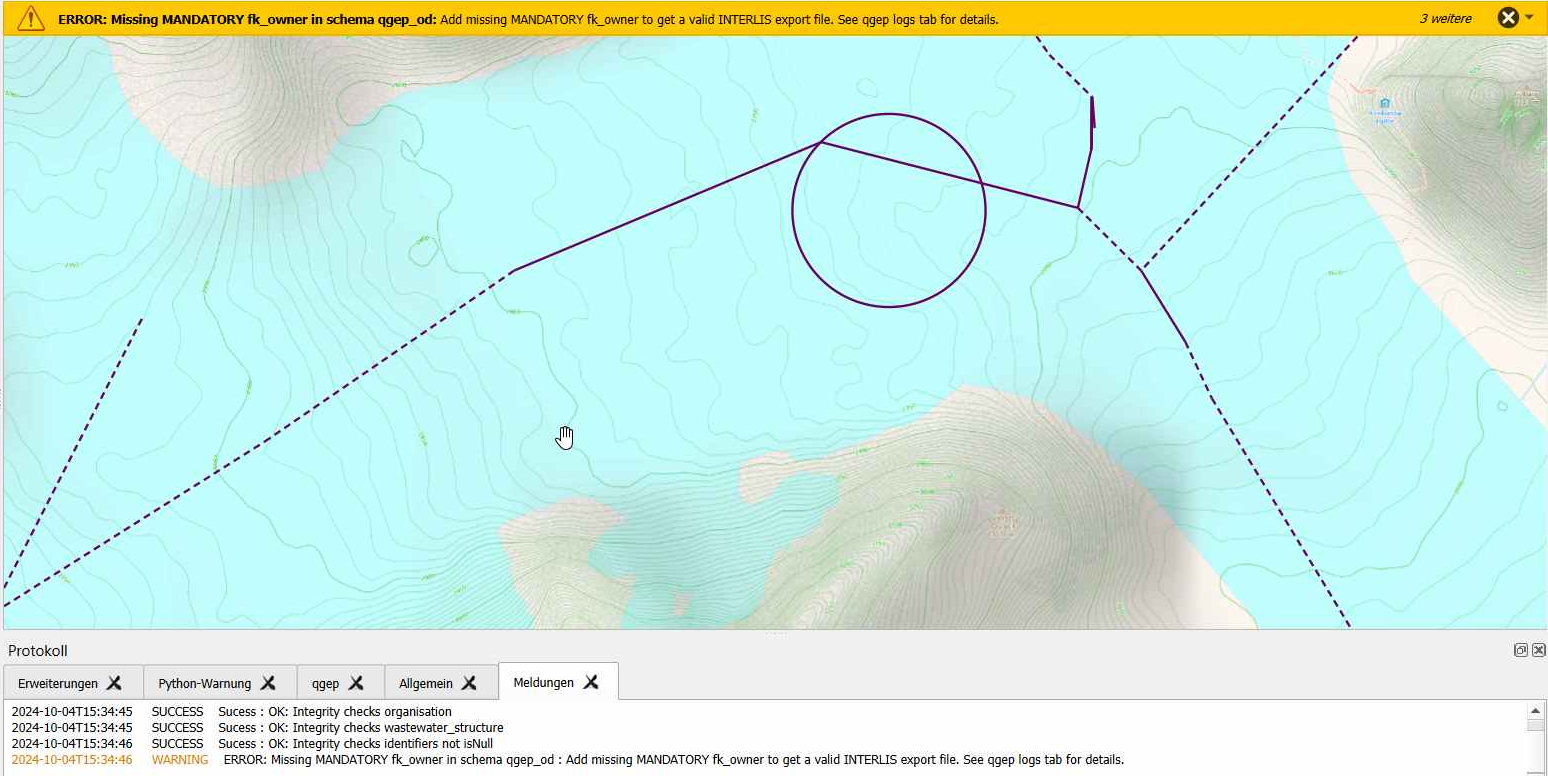 ERROR: Missing MANDATORY fk_owner in schema qgep_od: Add missing MANDATORY fk_owner to get a valid INTERLIS export file. See qgep logs tab for details.
3 weitere
Protokoll
Erweiterungen
Python-Warnung
qgep
Allgemein
Meldungen
2024-10-04T15:34:45 SUCCESS Sucess : OK: Integrity checks organisation
2024-10-04T15:34:45 SUCCESS Sucess : OK: Integrity checks wastewater_structure
2024-10-04T15:34:46 SUCCESS Sucess : OK: Integrity checks identifiers not isNull
2024-10-04T15:34:46 WARNING ERROR: Missing MANDATORY fk_owner in schema qgep_od : Add missing MANDATORY fk_owner to get a valid INTERLIS export file. See qgep logs tab for details.